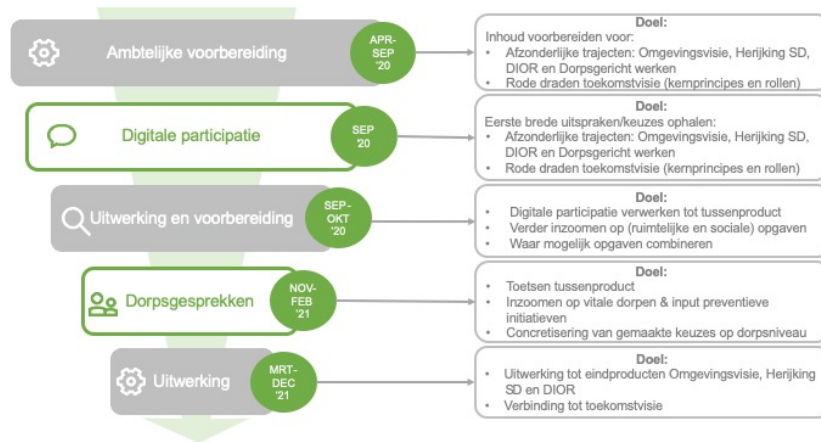 Ambtelijke voorbereiding
APR-
SEP
'20
Doel:
Inhoud voorbereiden voor:
• Afzonderlijke trajecten: Omgevingsvisie, Herijking SD,
DIOR en Dorpsgericht werken
• Rode draden toekomstvisie (kernprincipes en rollen)
Digitale participatie
SEP
'20
Doel:
Eerste brede uitspraken/keuzes ophalen:
• Afzonderlijke trajecten: Omgevingsvisie, Herijking SD,
DIOR en Dorpsgericht werken
• Rode draden toekomstvisie (kernprincipes en rollen)
Uitwerking en voorbereiding
SEP-
OKT
'20
Doel:
• Digitale participatie verwerken tot tussenproduct
• Verder inzoomen op (ruimtelijke en sociale) opgaven
• Waar mogelijk opgaven combineren
Dorpsgesprekken
NOV-
FEB
'21
Doel:
• Toetsen tussenproduct
• Inzoomen op vitale dorpen & input preventieve
initiatieven
• Concretisering van gemaakte keuzes op dorpsniveau
Uitwerking
MRT-
DEC
'21
Doel:
• Uitwerking tot eindproducten Omgevingsvisie, Herijking
SD en DIOR
• Verbinding tot toekomstvisie